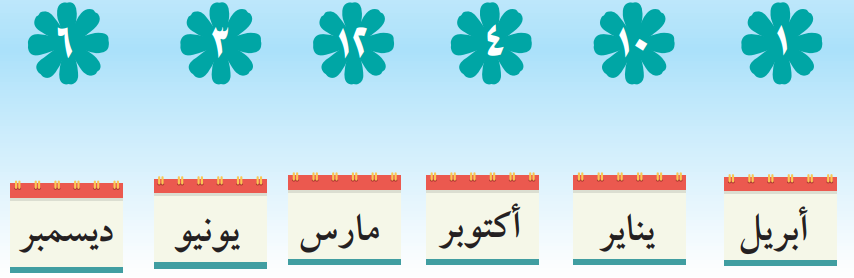 ١ ١٠ ٤ ١٢ ٣ ٦
أبريل يناير أكتوبر مارس يونيو ديسمبر